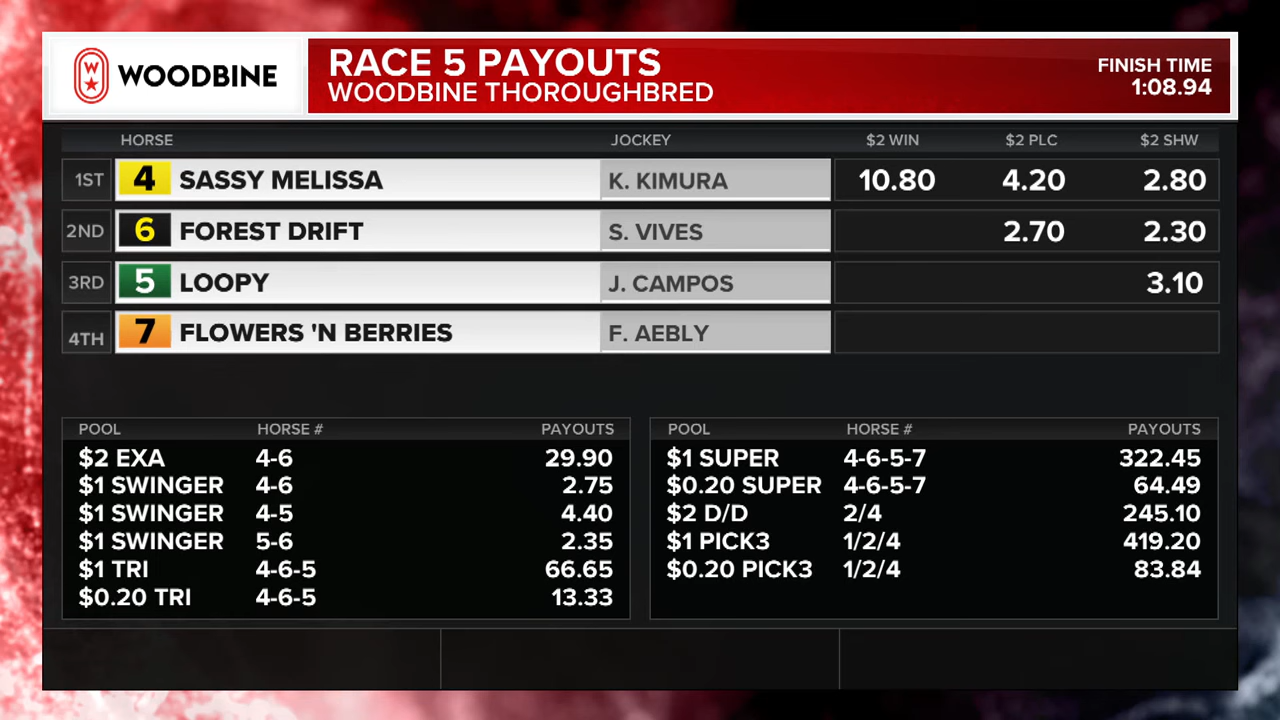 W
WOODBINE
RACE 5 PAYOUTS
WOODBINE THOROUGHBRED
FINISH TIME
1:08.94
HORSE JOCKEY $2 WIN $2 PLC $2 SHW
1ST 4 SASSY MELISSA K. KIMURA 10.80 4.20 2.80
2ND 6 FOREST DRIFT S. VIVES 2.70 2.30
3RD 5 LOOPY J. CAMPOS 3.10
4TH 7 FLOWERS 'N BERRIES F. AEBLY
POOL HORSE # PAYOUTS
$2 EXA 4-6 29.90
$1 SWINGER 4-6 2.75
$1 SWINGER 4-5 4.40
$1 SWINGER 5-6 2.35
$1 TRI 4-6-5 66.65
$0.20 TRI 4-6-5 13.33
POOL HORSE # PAYOUTS
$1 SUPER 4-6-5-7 322.45
$0.20 SUPER 4-6-5-7 64.49
$2 D/D 2/4 245.10
$1 PICK3 1/2/4 419.20
$0.20 PICK3 1/2/4 83.84